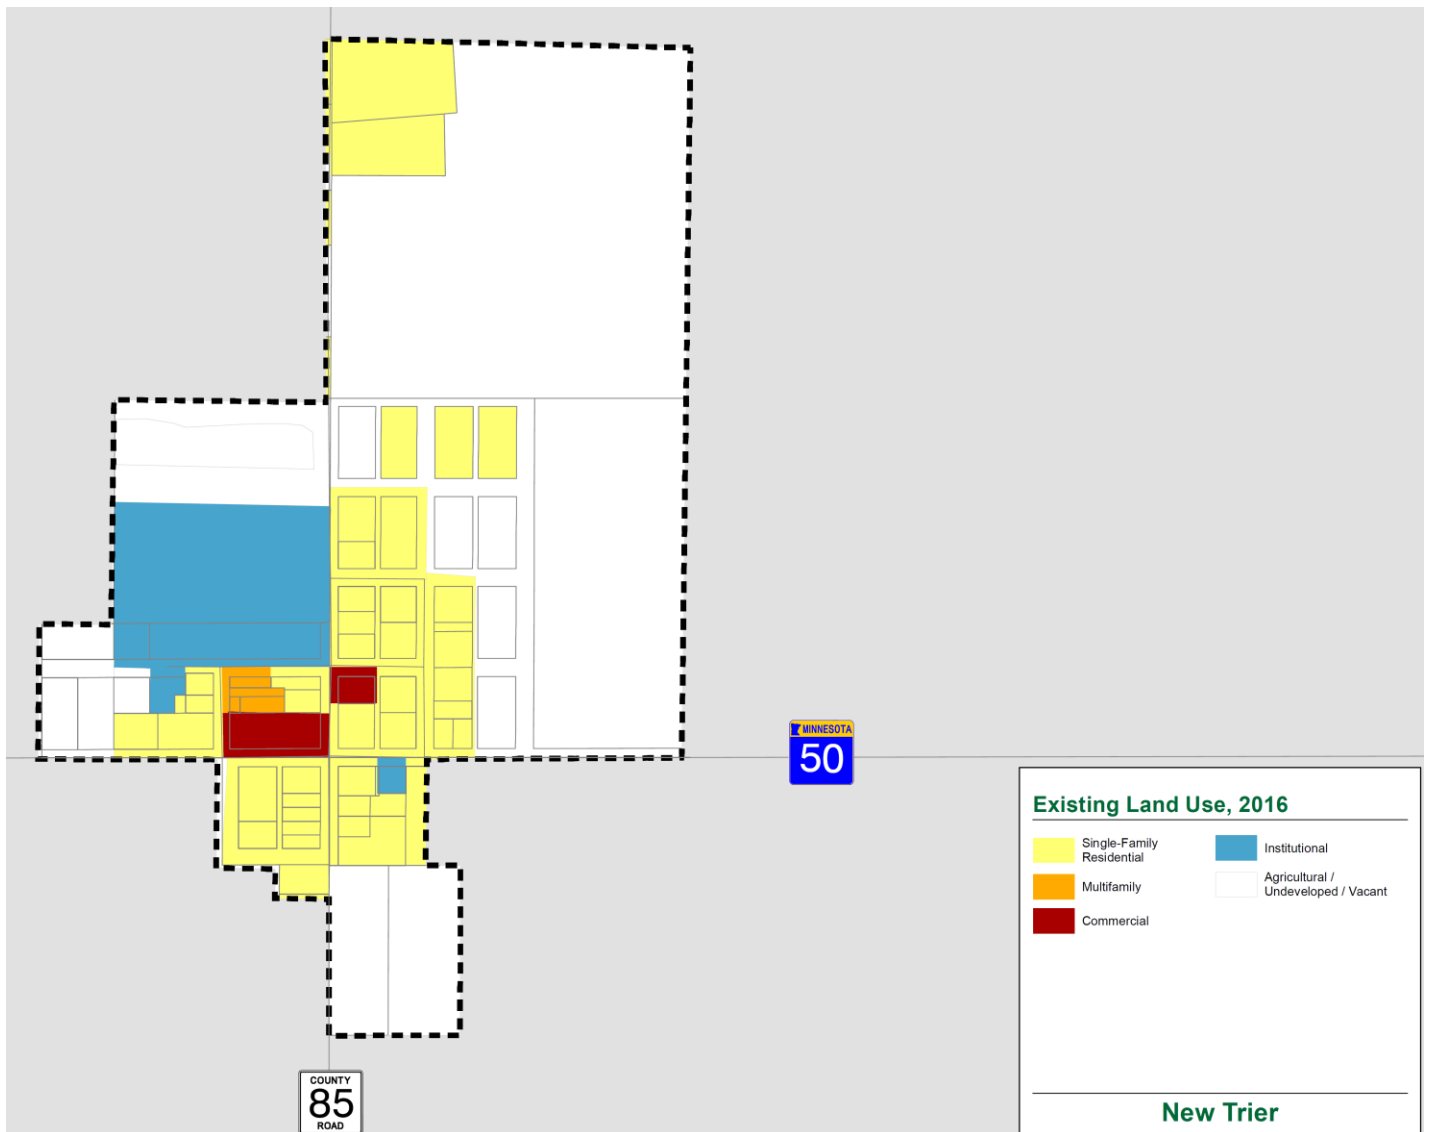 MINNESOTA
50
Existing Land Use, 2016
Single-Family
Residential
Institutional
Multifamily
Agricultural /
Undeveloped / Vacant
Commercial
COUNTY
85
ROAD
New Trier